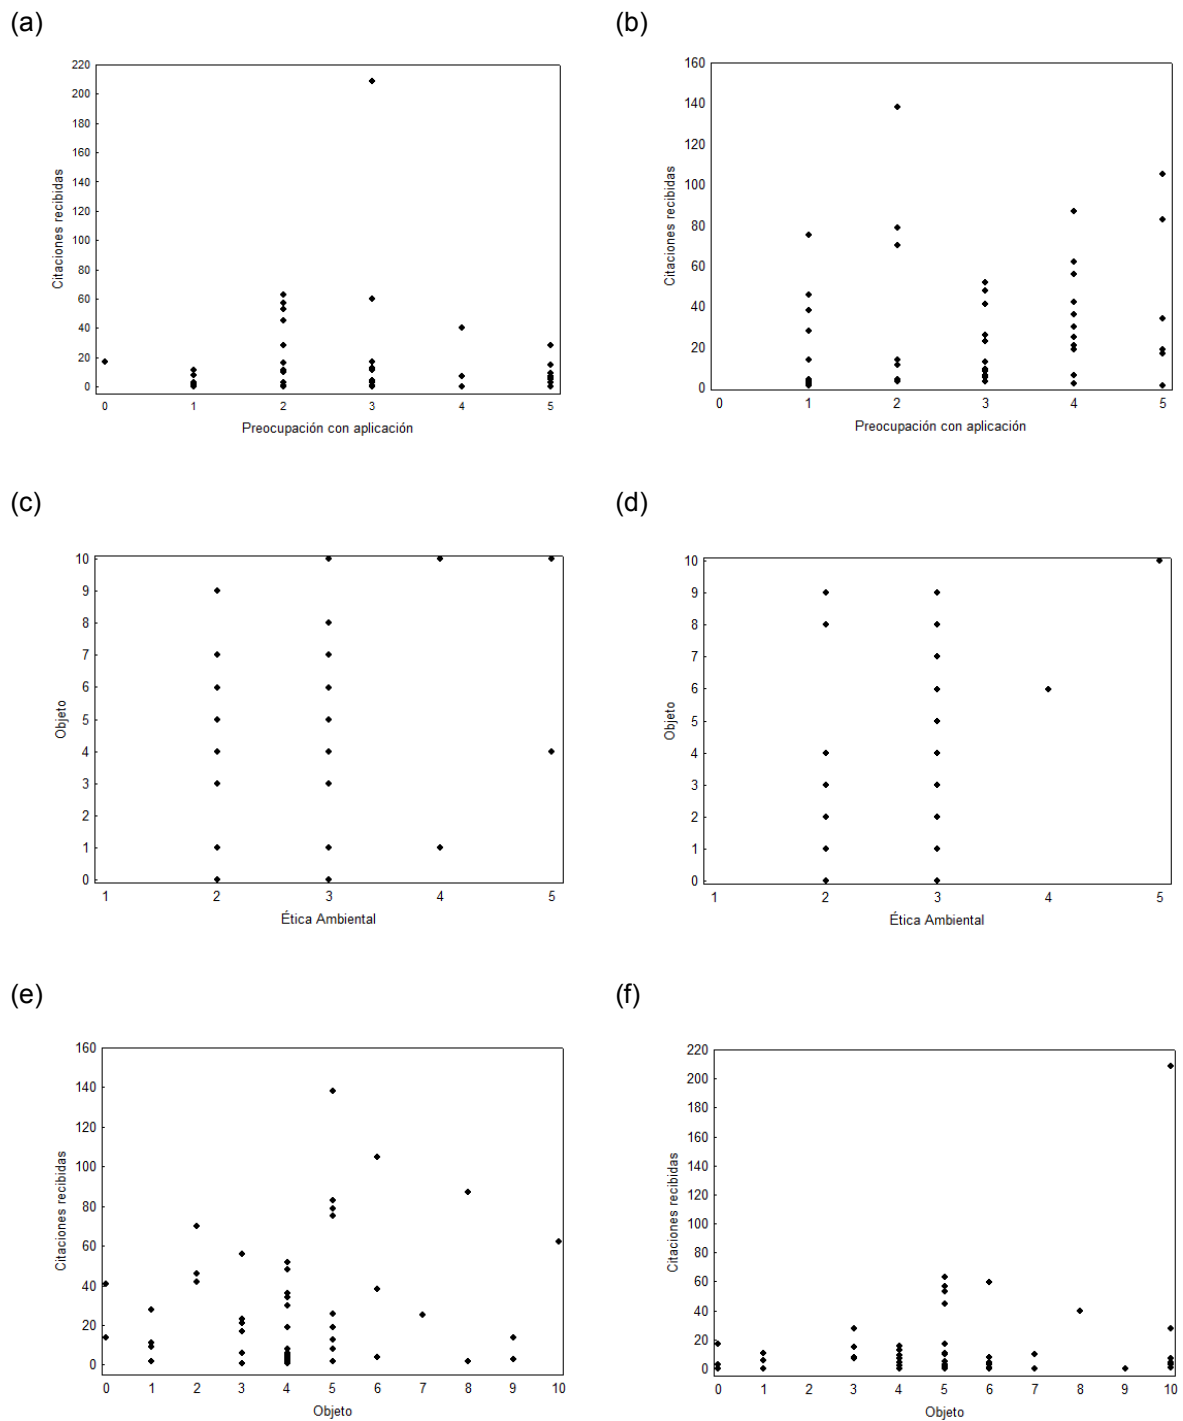 (a)
(b)
220
200
180
160
140
120
100
80
60
40
20
0
Citaciones recibidas
0 1 2 3 4 5
Preocupación con aplicación
160
140
120
100
80
60
40
20
0
Citaciones recibidas
0 1 2 3 4 5
Preocupación con aplicación
(c)
(d)
10
9
8
7
6
5
4
3
2
1
0
Objeto
1 2 3 4 5
Ética Ambiental
10
9
8
7
6
5
4
3
2
1
0
Objeto
1 2 3 4 5
Ética Ambiental
(e)
(f)
160
140
120
100
80
60
40
20
0
Citaciones recibidas
0 1 2 3 4 5 6 7 8 9 10
Objeto
220
200
180
160
140
120
100
80
60
40
20
0
Citaciones recibidas
0 1 2 3 4 5 6 7 8 9 10
Objeto